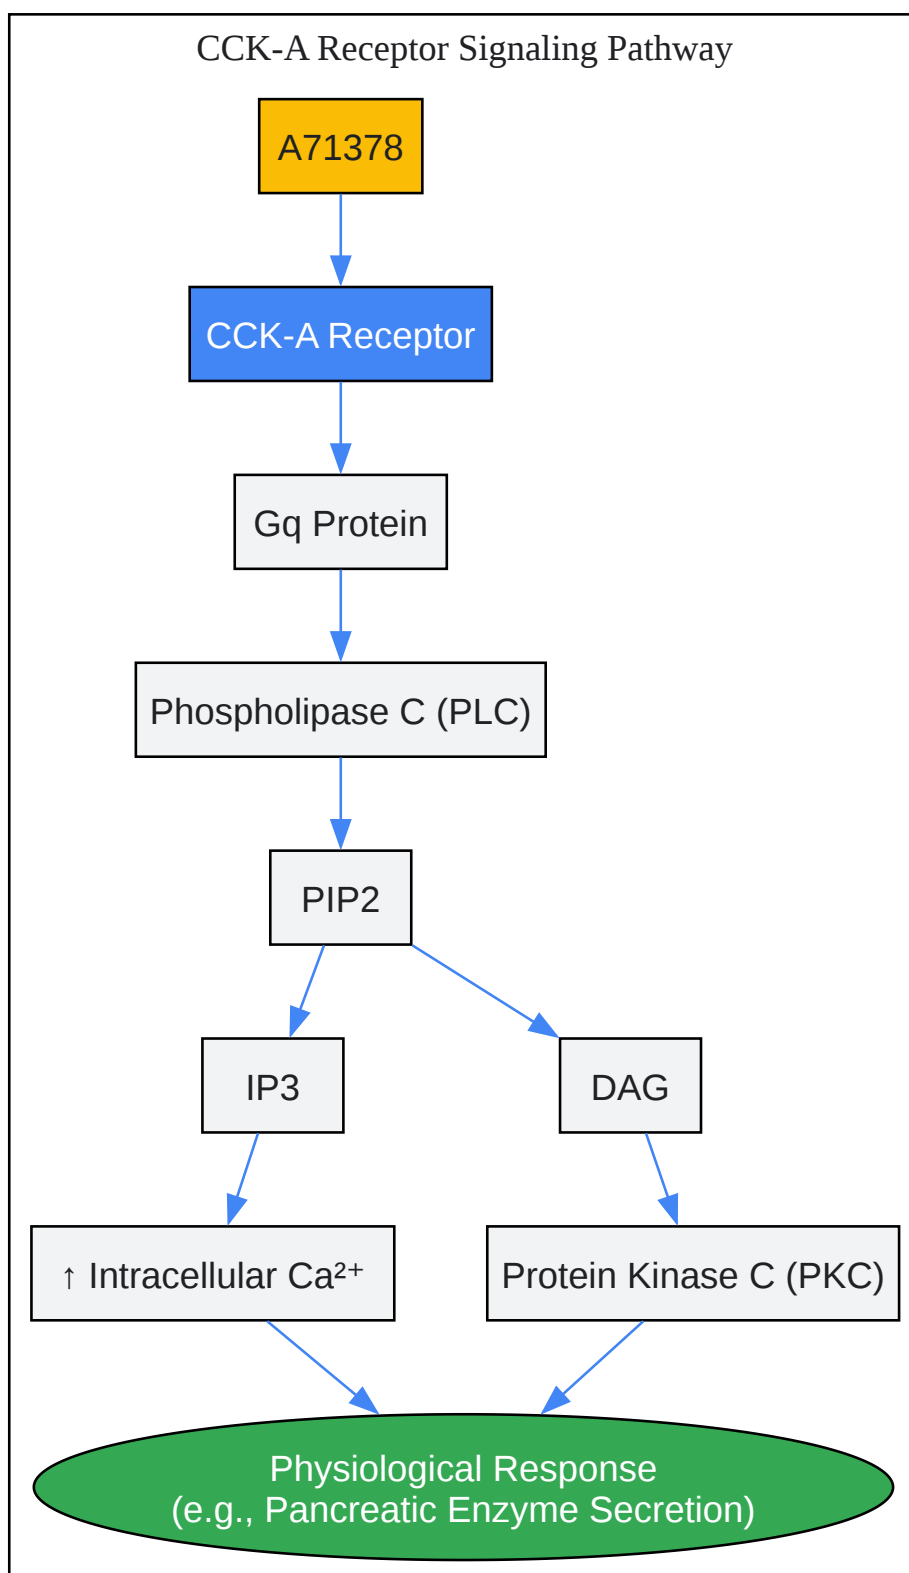 CCK-A Receptor Signaling Pathway
A71378
CCK-A Receptor
Gq Protein
Phospholipase C (PLC)
PIP2
IP3
DAG
↑ Intracellular Ca²⁺
Protein Kinase C (PKC)
Physiological Response
(e.g., Pancreatic Enzyme Secretion)